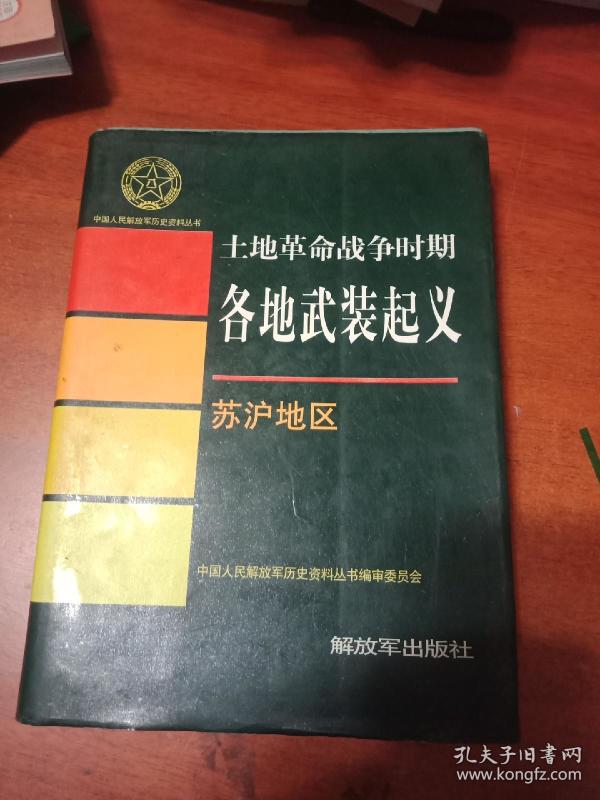 中国人民解放军历史资料丛书
土地革命战争时期
各地武装起义
苏沪地区
中国人民解放军历史资料丛书编审委员会
解放军出版社
孔夫子旧书网
www.kongfz.com